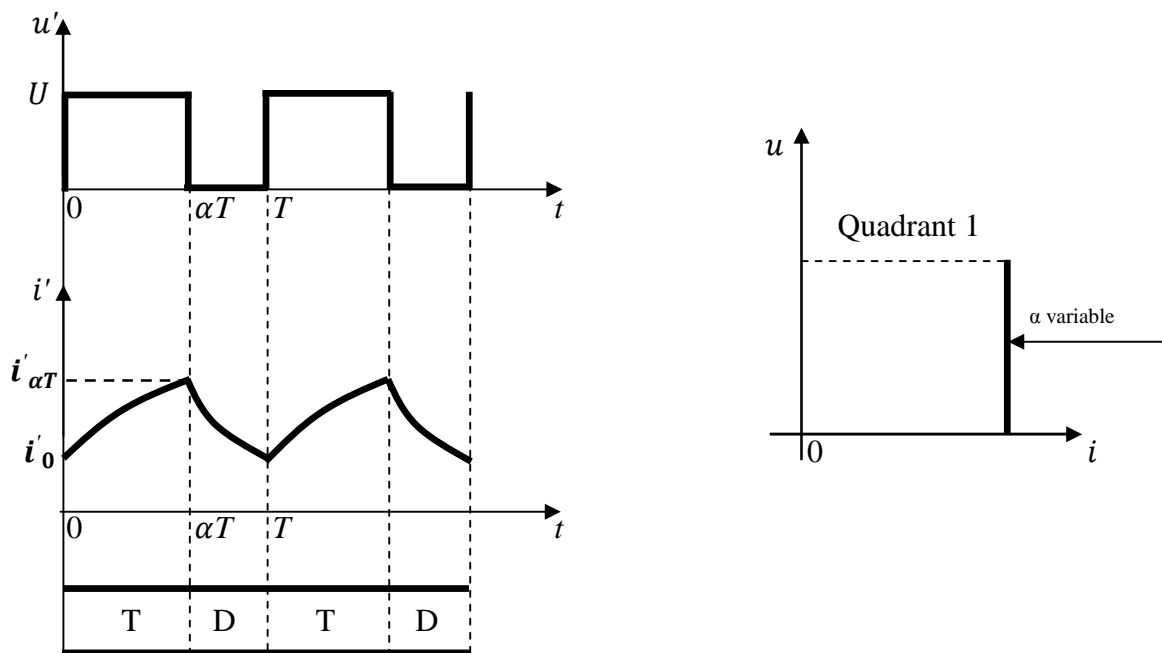 u'
U
0 αT T t
i'
i'αT
i'0
0 αT T t
T D T D
u
Quadrant 1
α variable
0 i